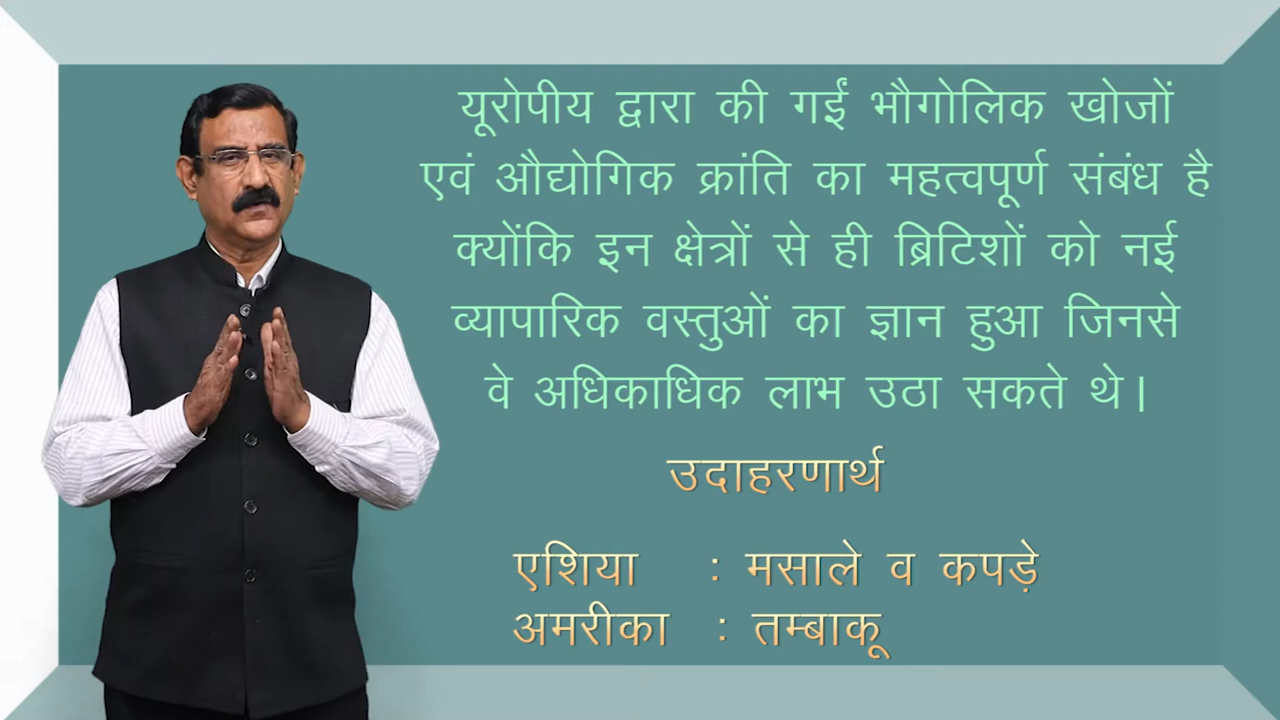 यूरोपीय द्वारा की गईं भौगोलिक खोजों
एवं औद्योगिक क्रांति का महत्वपूर्ण संबंध है
क्योंकि इन क्षेत्रों से ही ब्रिटिशों को नई
व्यापारिक वस्तुओं का ज्ञान हुआ जिनसे
वे अधिकाधिक लाभ उठा सकते थे।
उदाहरणार्थ
एशिया : मसाले व कपड़े
अमरीका : तम्बाकू